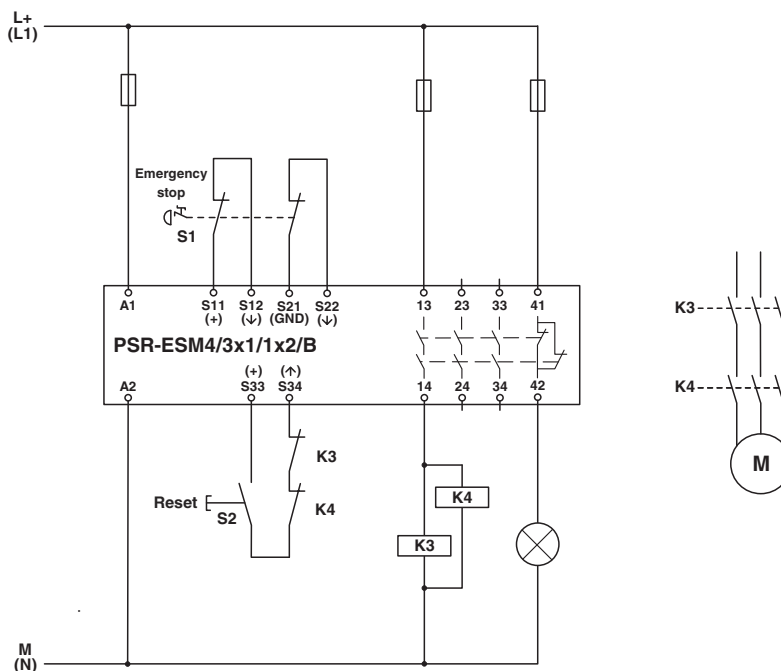 L+
(L1)
Emergency
stop
S1
A1
S11
(+)
S12
(↓)
S21
(GND)
S22
(↓)
13
23
33
41
PSR-ESM4/3x1/1x2/B
A2
(+)
S33
(↑)
S34
14
24
34
42
K3
K4
Reset
S2
K4
K3
K3
K4
M
M
(N)